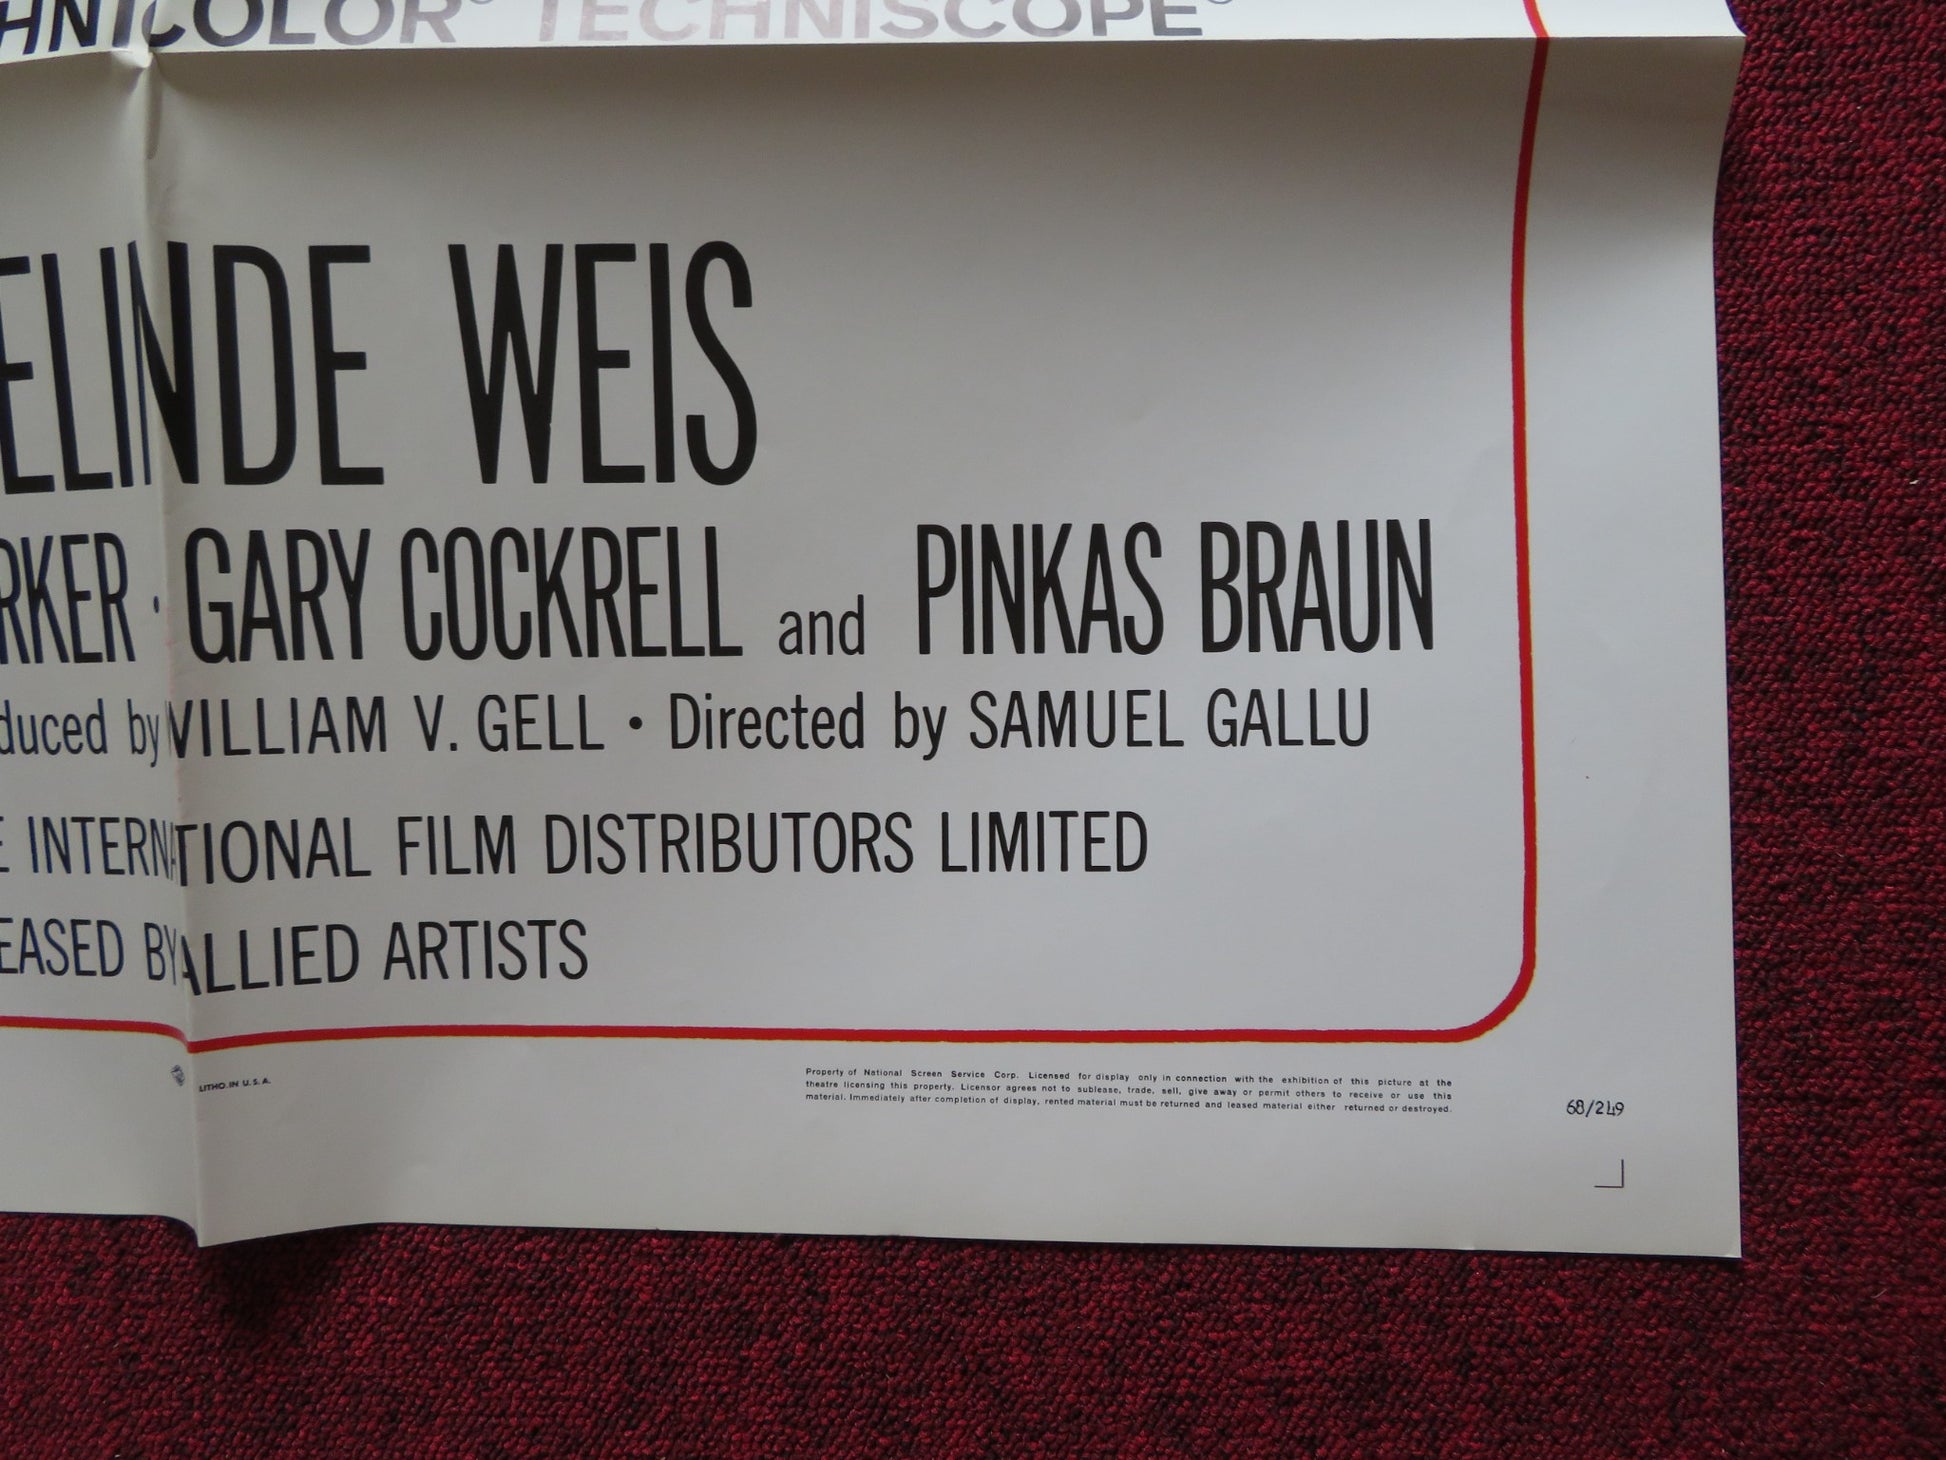 HNICOLOR® TECHNISCOPE®
ELINDE WEIS
RKER · GARY COCKRELL and PINKAS BRAUN
duced by WILLIAM V. GELL • Directed by SAMUEL GALLU
E INTERNATIONAL FILM DISTRIBUTORS LIMITED
EASED BY ALLIED ARTISTS
LITHO. IN U.S.A.
Property of National Screen Service Corp. Licensed for display only in connection with the exhibition of this picture at the
theatre licensing this property. Licensor agrees not to sublease, trade, sell, give away or permit others to receive or use this
material. Immediately after completion of display, rented material must be returned and leased material either returned or destroyed.
68/249